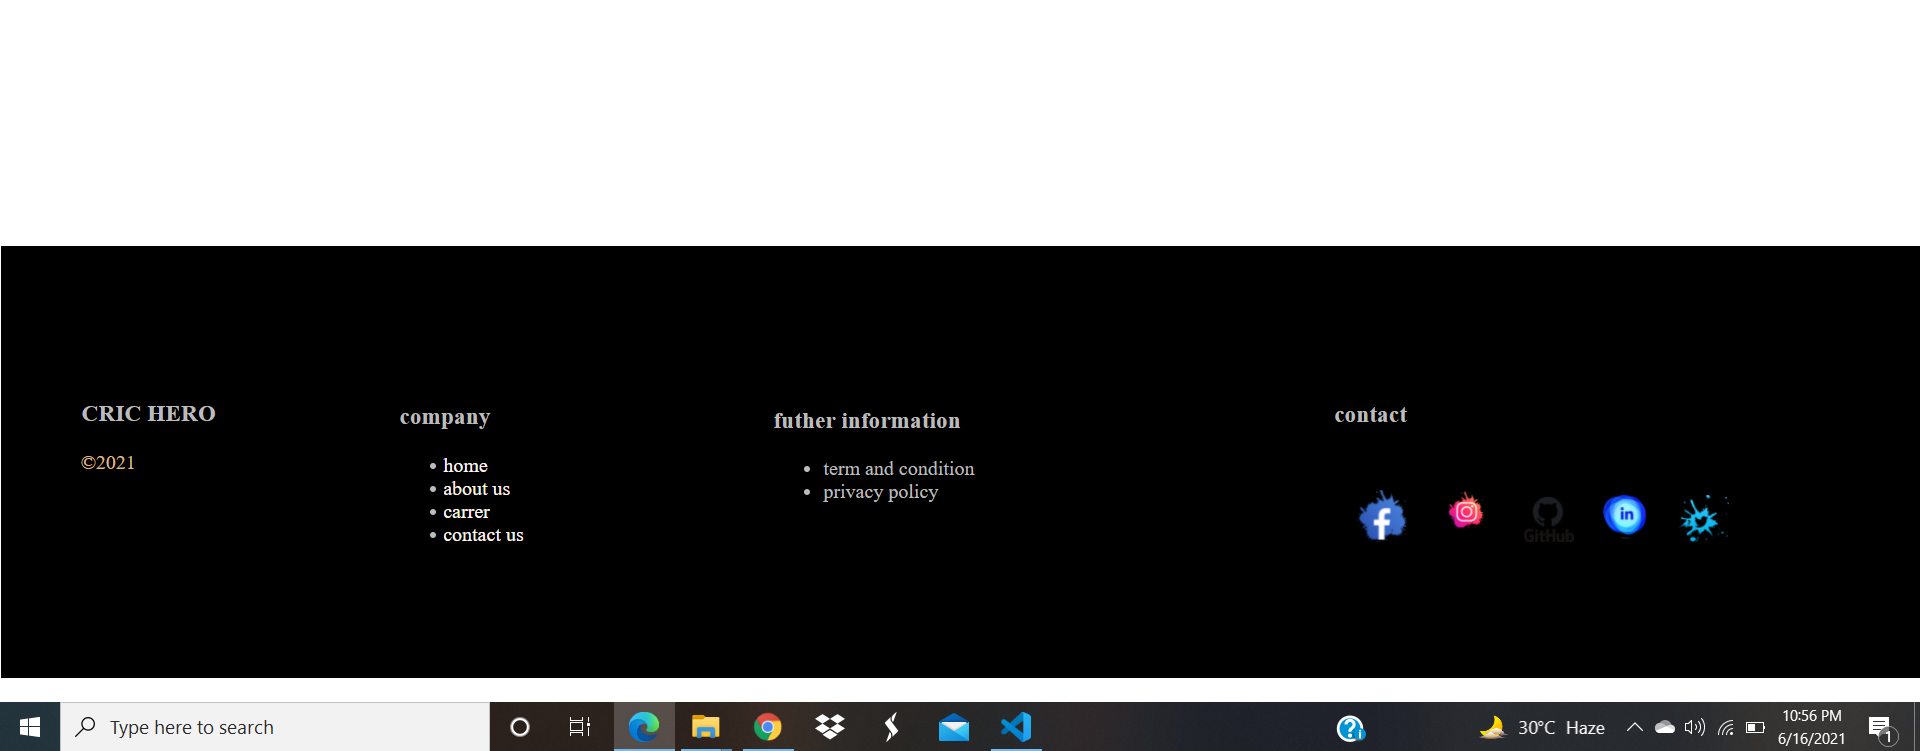 CRIC HERO
©2021
company
home
about us
carrer
contact us
futher information
term and condition
privacy policy
contact
GitHub
in
Type here to search
30°C Haze
10:56 PM
6/16/2021
1